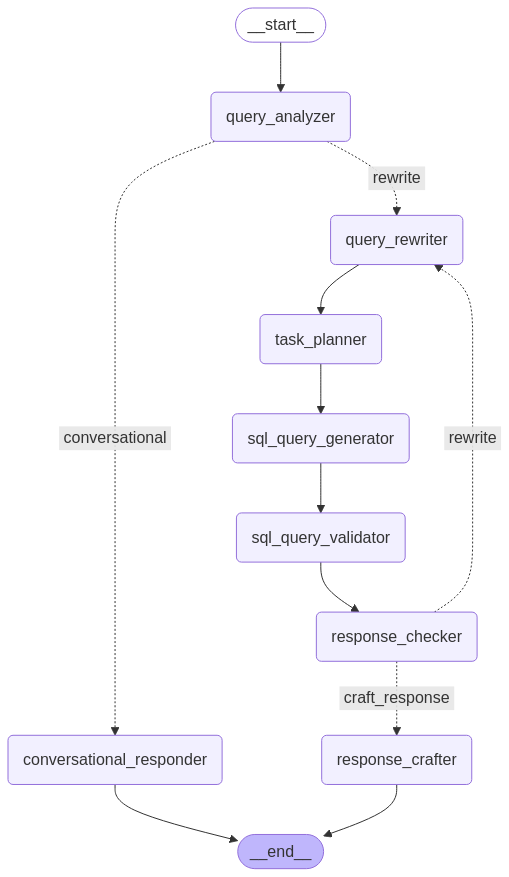 __start__
query_analyzer
rewrite
query_rewriter
task_planner
conversational
sql_query_generator
rewrite
sql_query_validator
response_checker
craft_response
conversational_responder
response_crafter
__end__